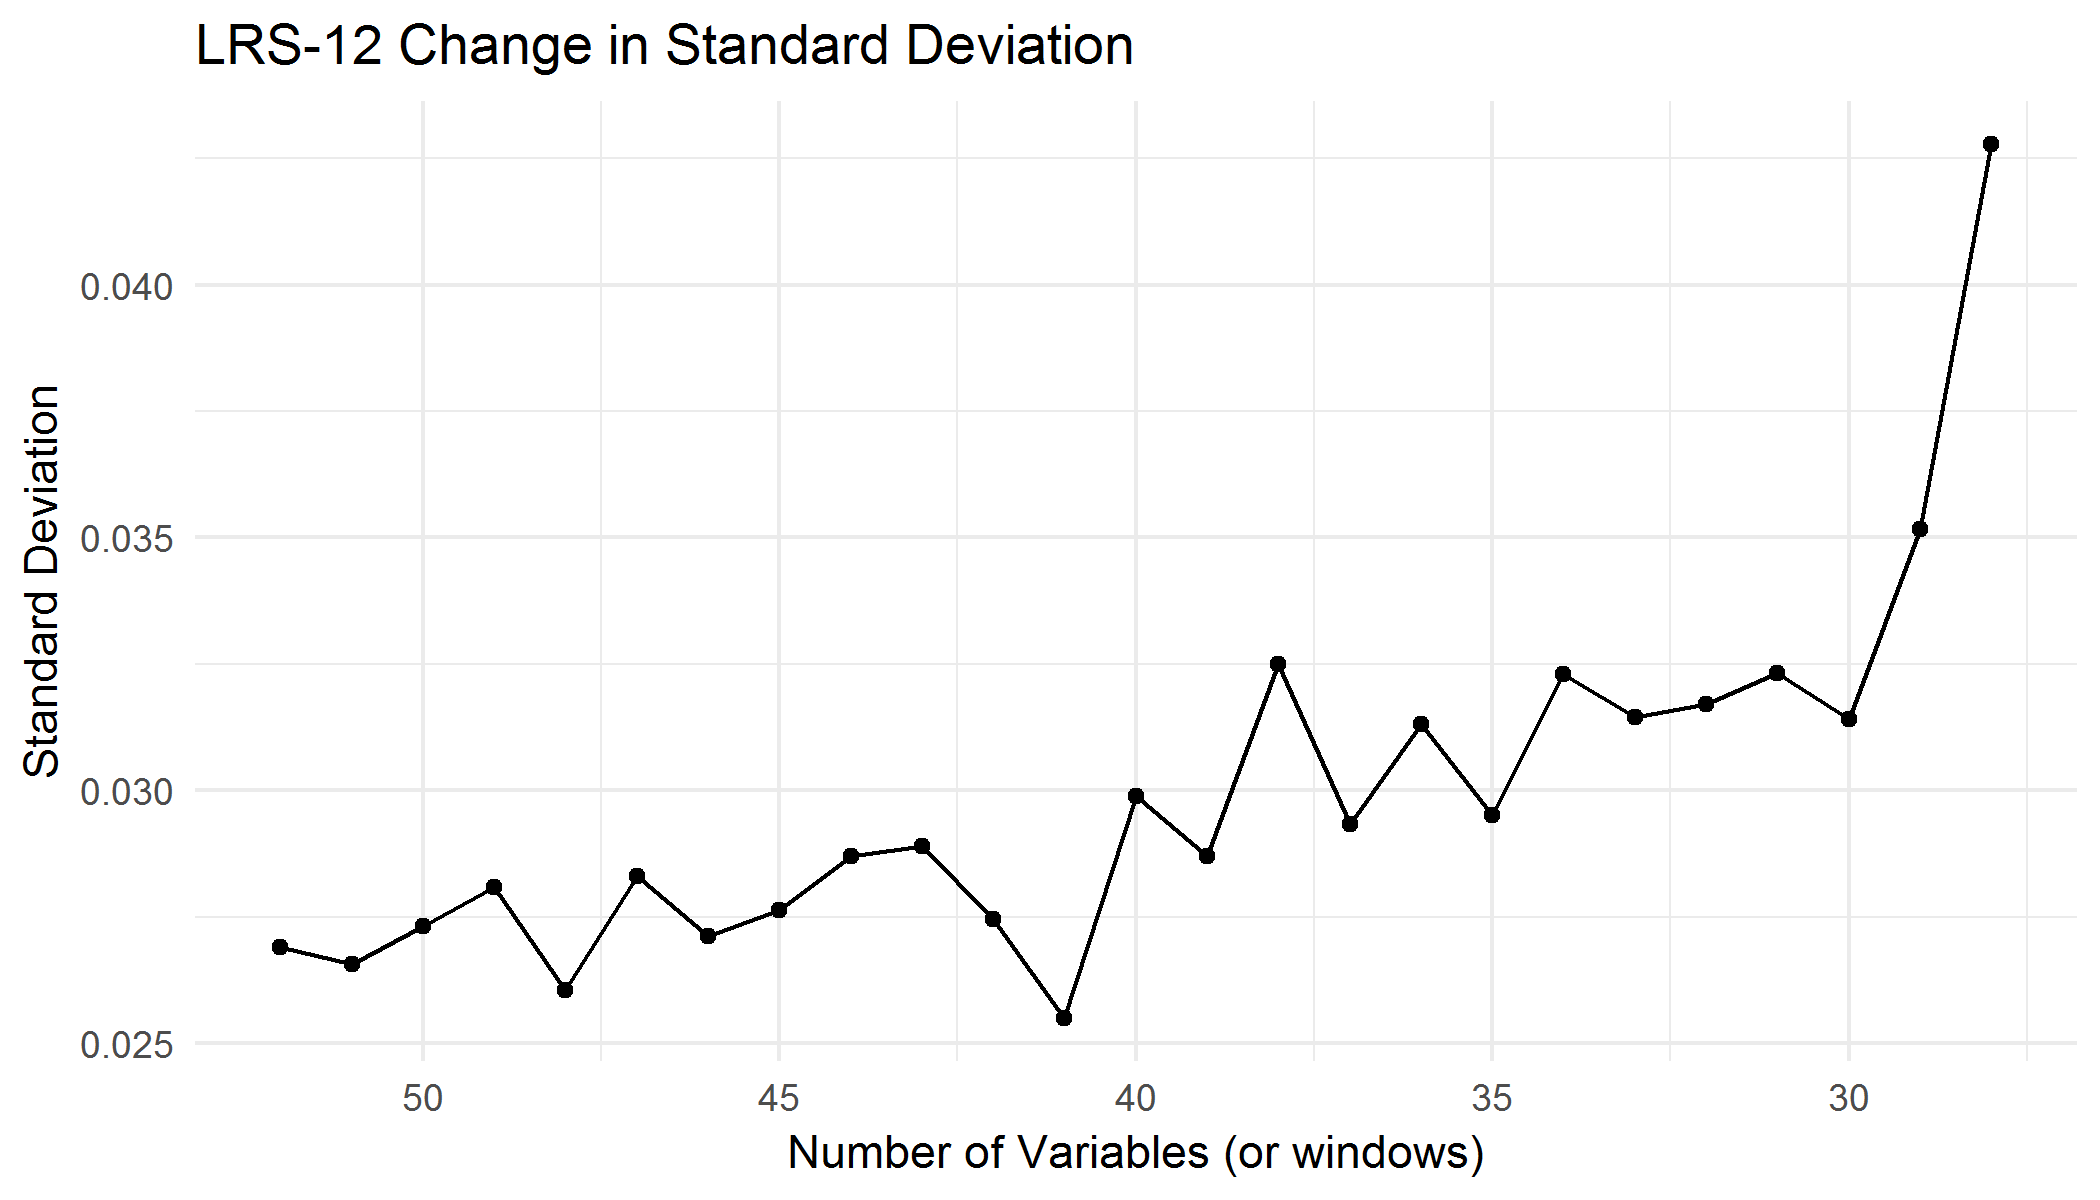 LRS-12 Change in Standard Deviation
Standard Deviation
0.040
0.035
0.030
0.025
50 45 40 35 30
Number of Variables (or windows)